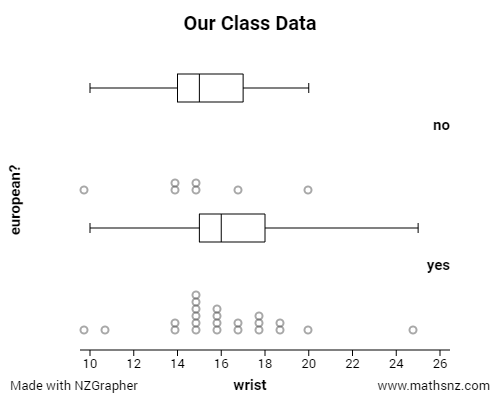 Our Class Data
no
european?
yes
10 12 14 16 18 20 22 24 26
Made with NZGrapher wrist www.mathsnz.com